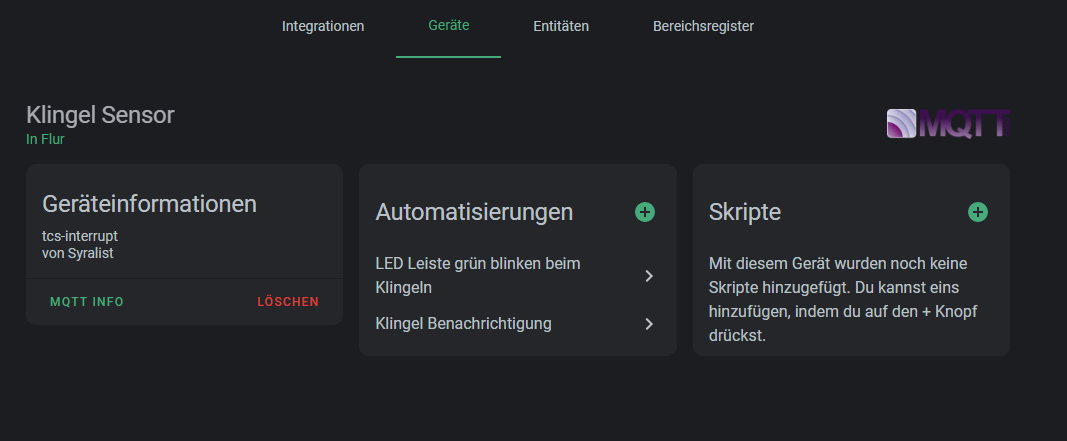 Integrationen
Geräte
Entitäten
Bereichsregister
Klingel Sensor
In Flur
MQTT
Geräteinformationen
tcs-interrupt
von Syralist
MQTT INFO
LÖSCHEN
Automatisierungen
LED Leiste grün blinken beim
Klingeln
Klingel Benachrichtigung
Skripte
Mit diesem Gerät wurden noch keine
Skripte hinzugefügt. Du kannst eins
hinzufügen, indem du auf den + Knopf
drückst.